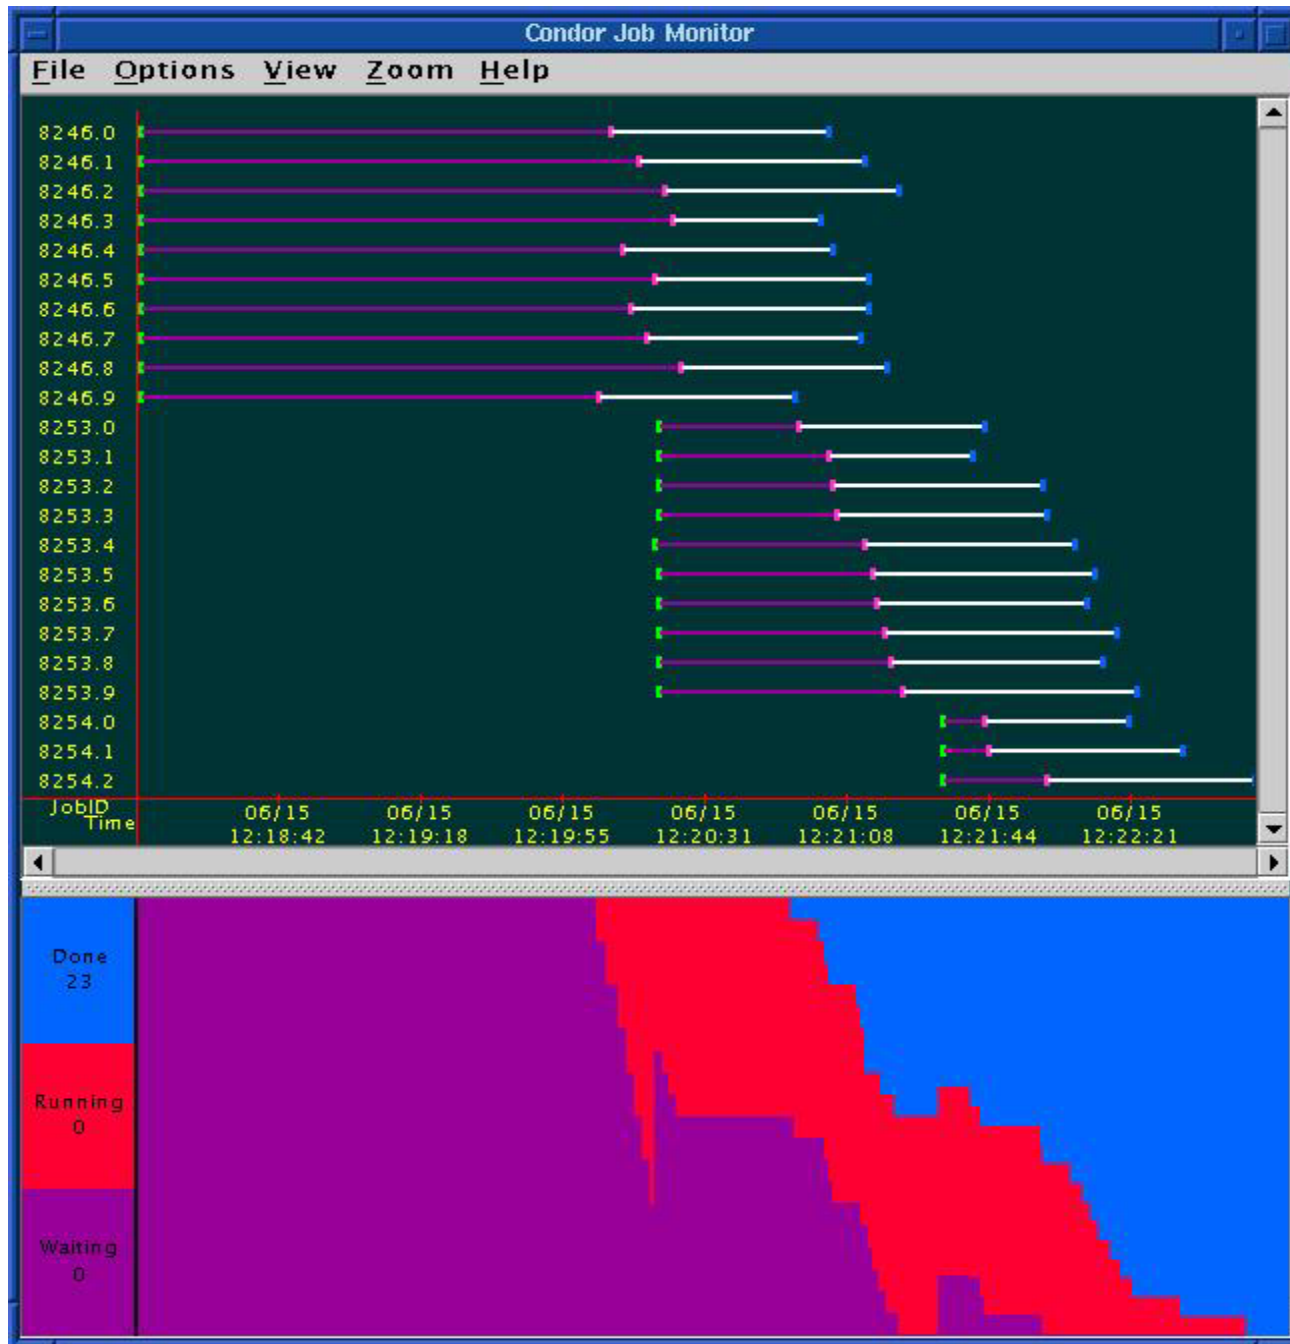 Condor Job Monitor
File Options View Zoom Help
8246.0
8246.1
8246.2
8246.3
8246.4
8246.5
8246.6
8246.7
8246.8
8246.9
8253.0
8253.1
8253.2
8253.3
8253.4
8253.5
8253.6
8253.7
8253.8
8253.9
8254.0
8254.1
8254.2
JobID
Time
06/15 06/15 06/15 06/15 06/15 06/15 06/15
12:18:42 12:19:18 12:19:55 12:20:31 12:21:08 12:21:44 12:22:21
Done
23
Running
0
Waiting
0